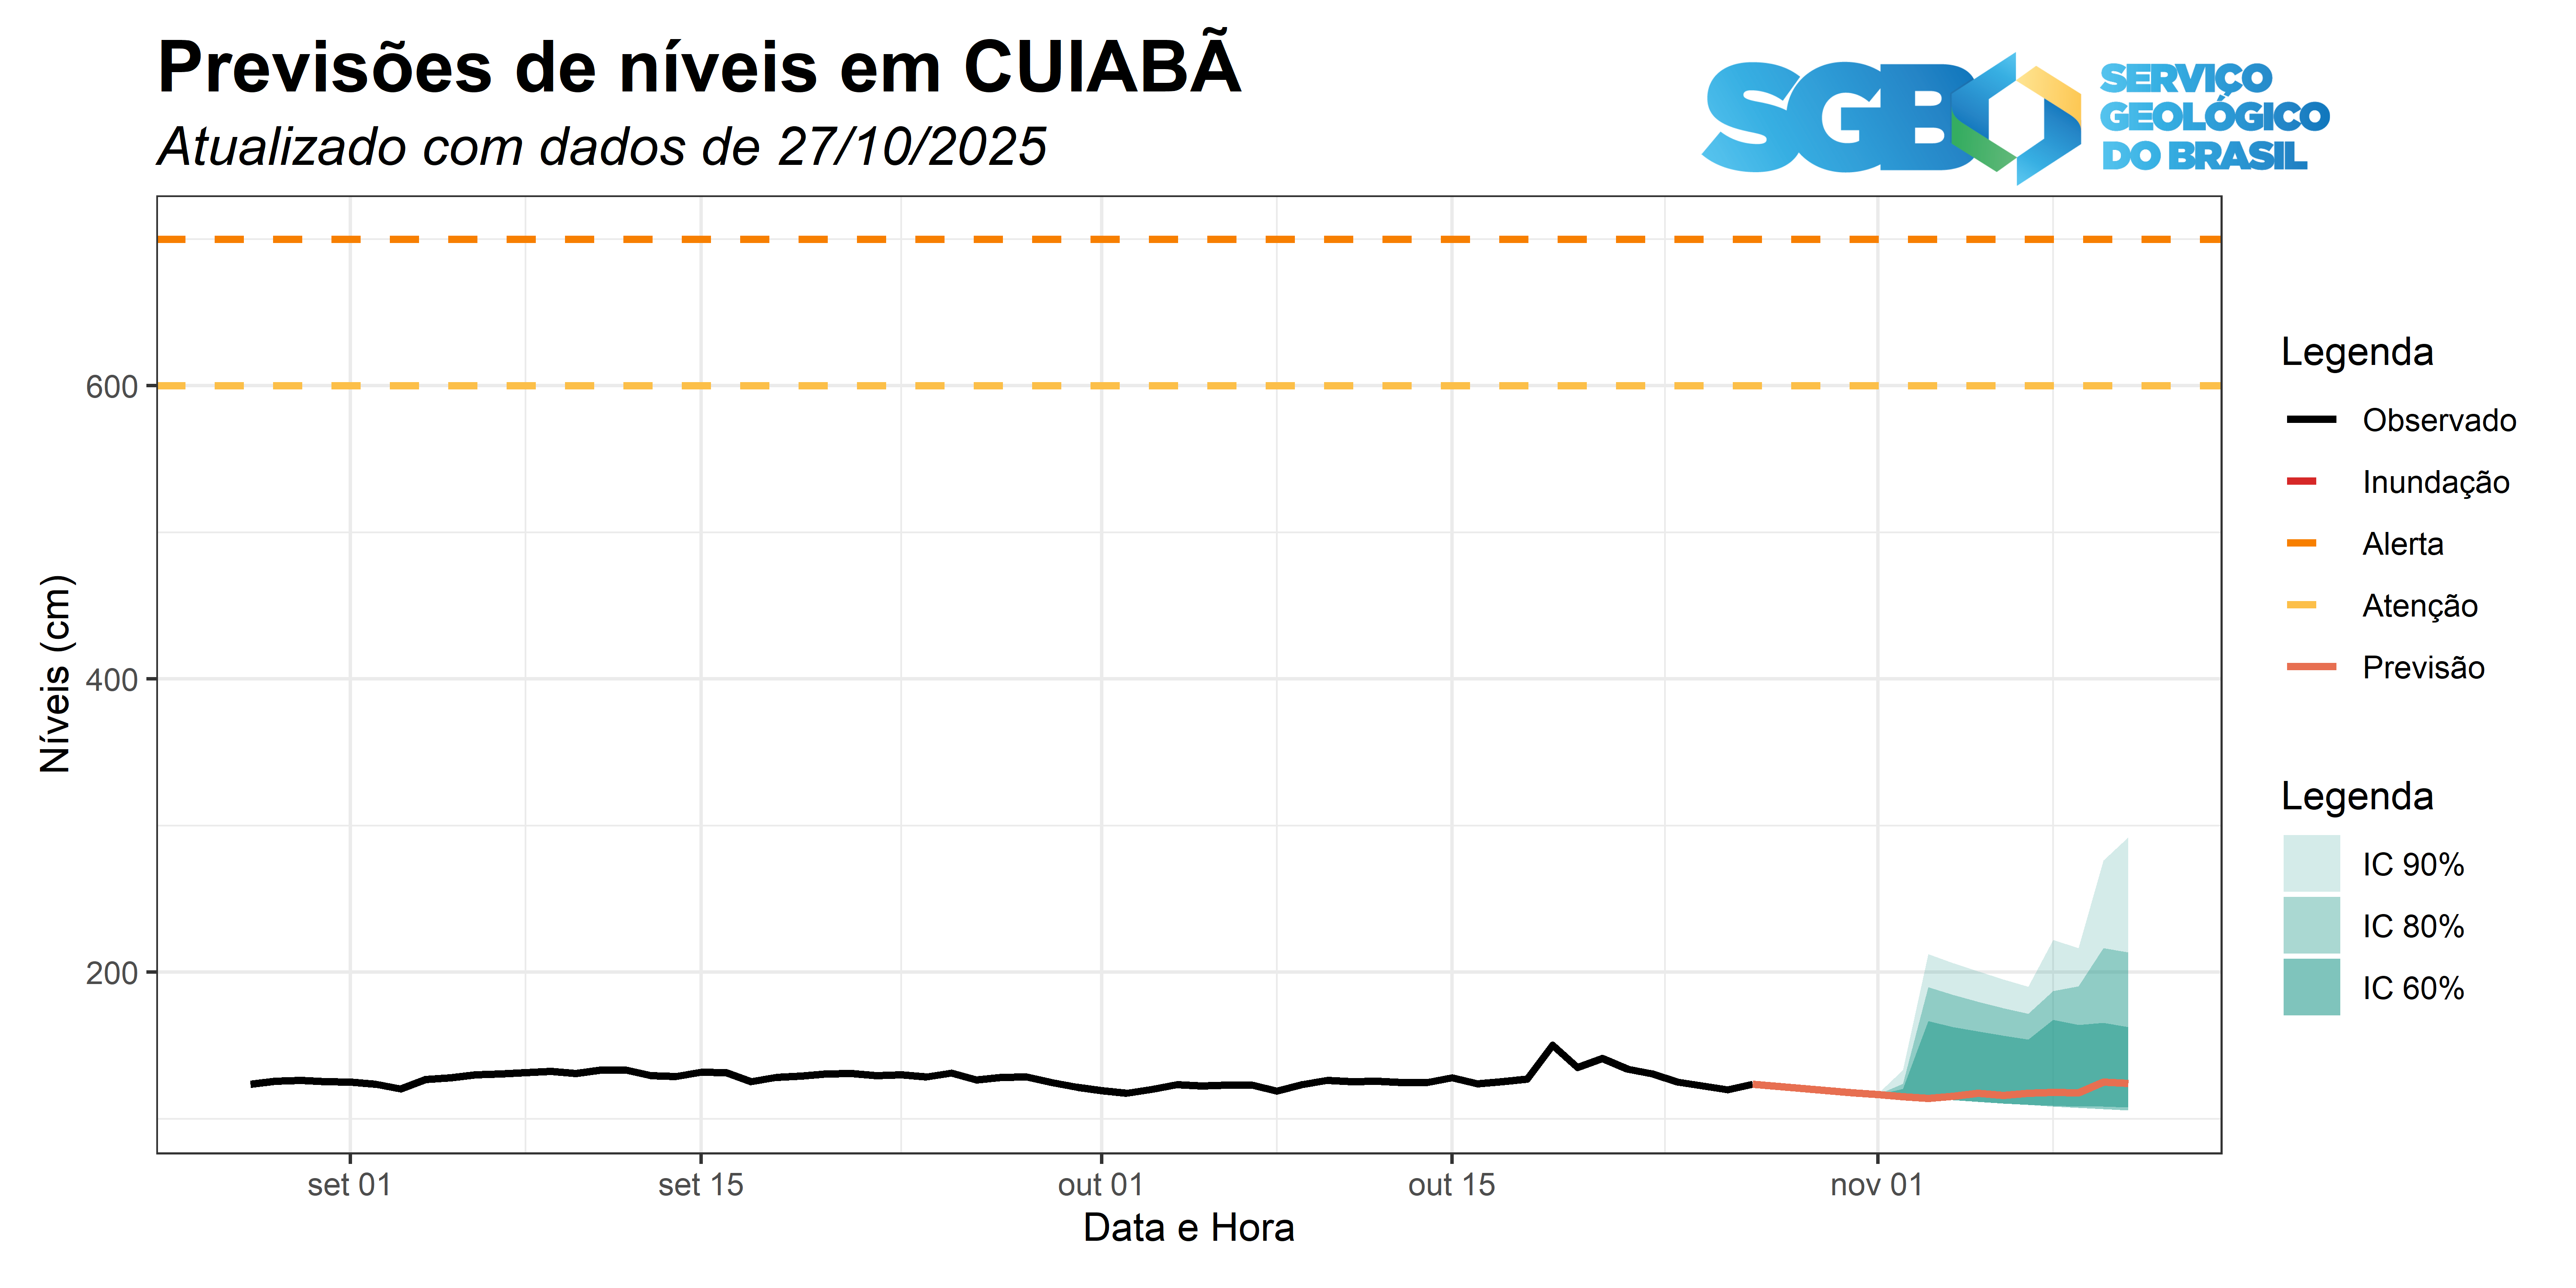 Previsões de níveis em CUIABÃ
Atualizado com dados de 27/10/2025
SGB
SERVIÇO
GEOLÓGICO
DO BRASIL
Níveis (cm)
600
400
200
set 01
set 15
out 01
out 15
nov 01
Data e Hora
Legenda
Observado
Inundação
Alerta
Atenção
Previsão
Legenda
IC 90%
IC 80%
IC 60%